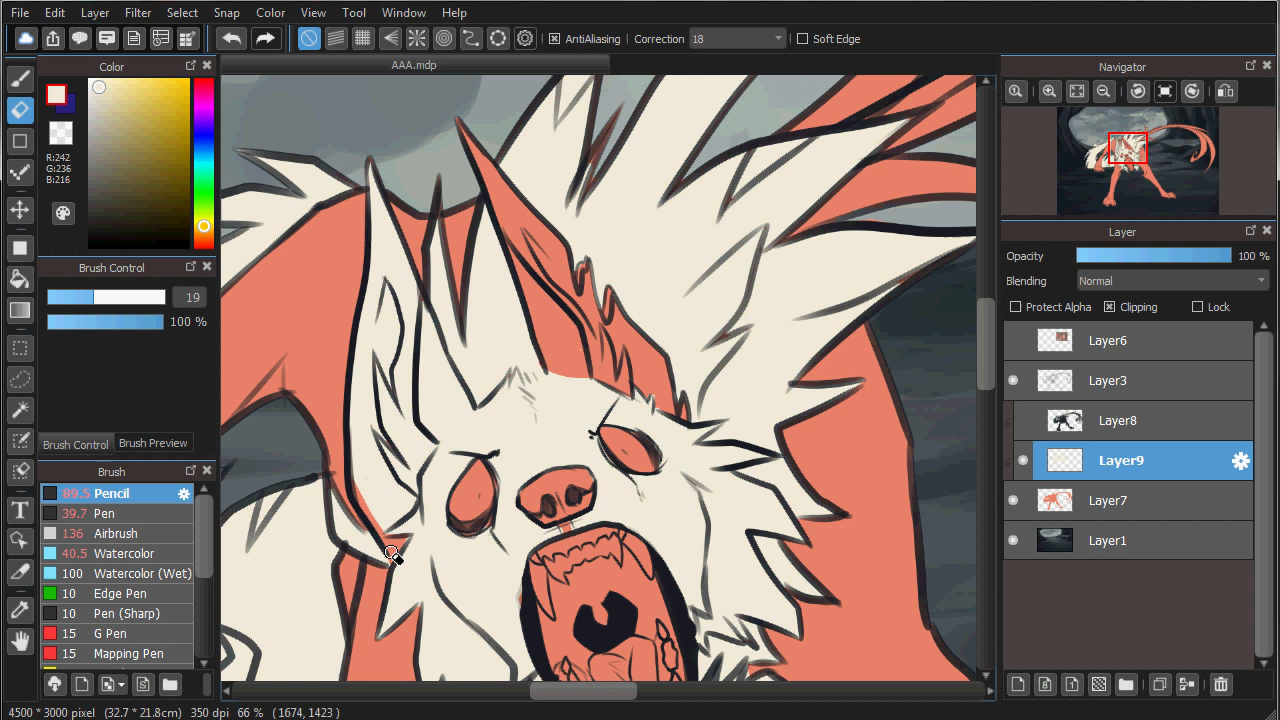 File Edit Layer Filter Select Snap Color View Tool Window Help
AntiAliasing Correction 18 Soft Edge
Color
AAA.mdp
Navigator
R:242
G:236
B:216
Layer
Opacity 100 %
Blending Normal
Protect Alpha Clipping Lock
Brush Control
19
100 %
Layer6
Layer3
Layer8
Layer9
Layer7
Layer1
Brush Control Brush Preview
Brush
89.5 Pencil
39.7 Pen
136 Airbrush
40.5 Watercolor
100 Watercolor (Wet)
10 Edge Pen
10 Pen (Sharp)
15 G Pen
15 Mapping Pen
4500 * 3000 pixel (32.7 * 21.8cm) 350 dpi 66 % (1674, 1423 )